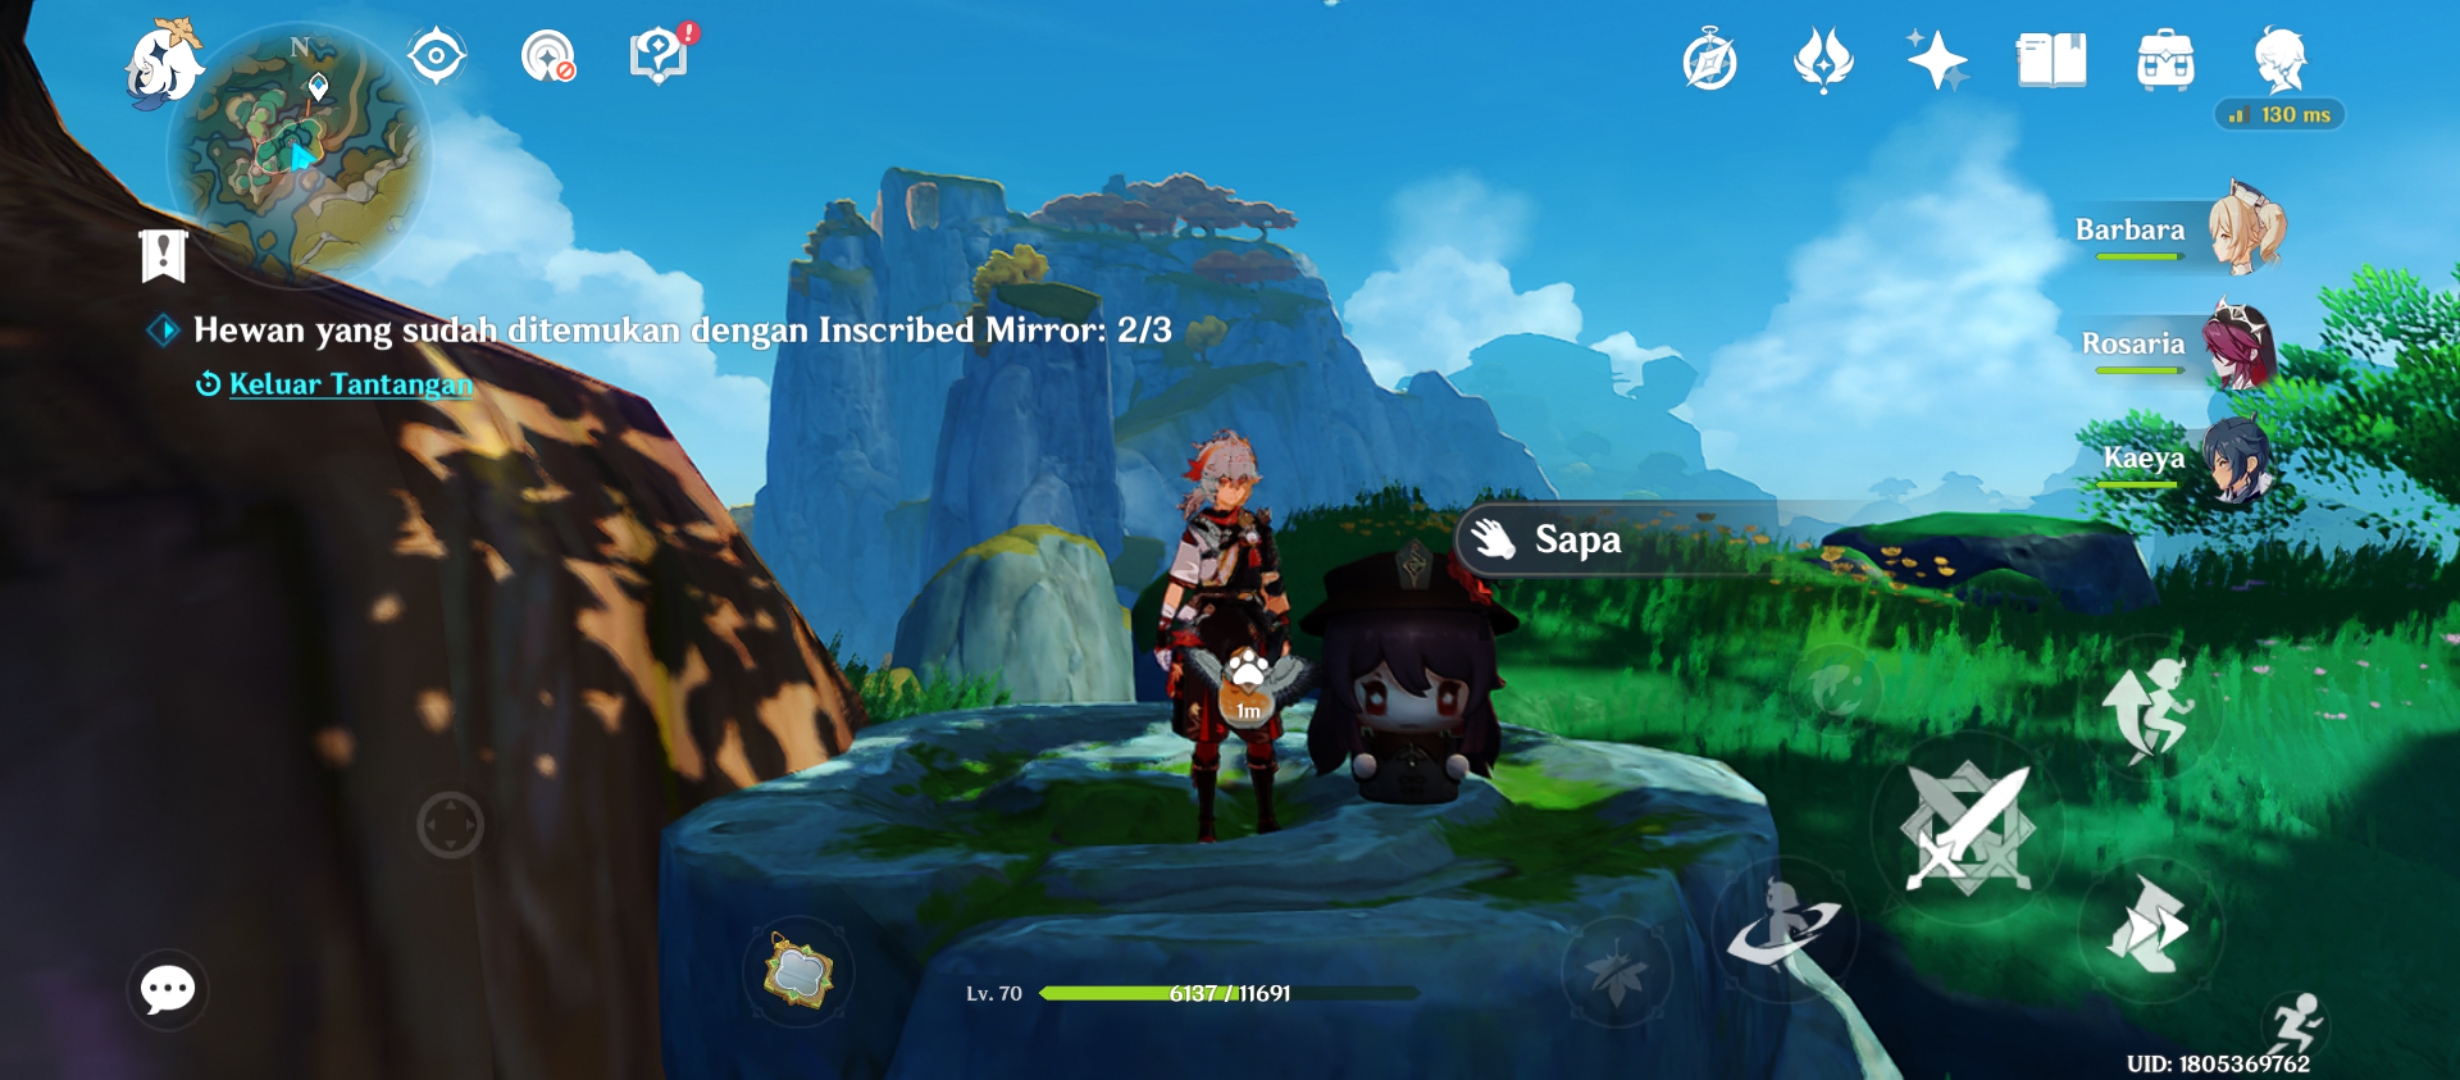 N
130 ms
Barbara
Hewan yang sudah ditemukan dengan Inscribed Mirror: 2/3
Rosaria
Keluar Tantangan
Kaeya
Sapa
1m
Lv. 70
6137 / 11691
UID: 1805369762